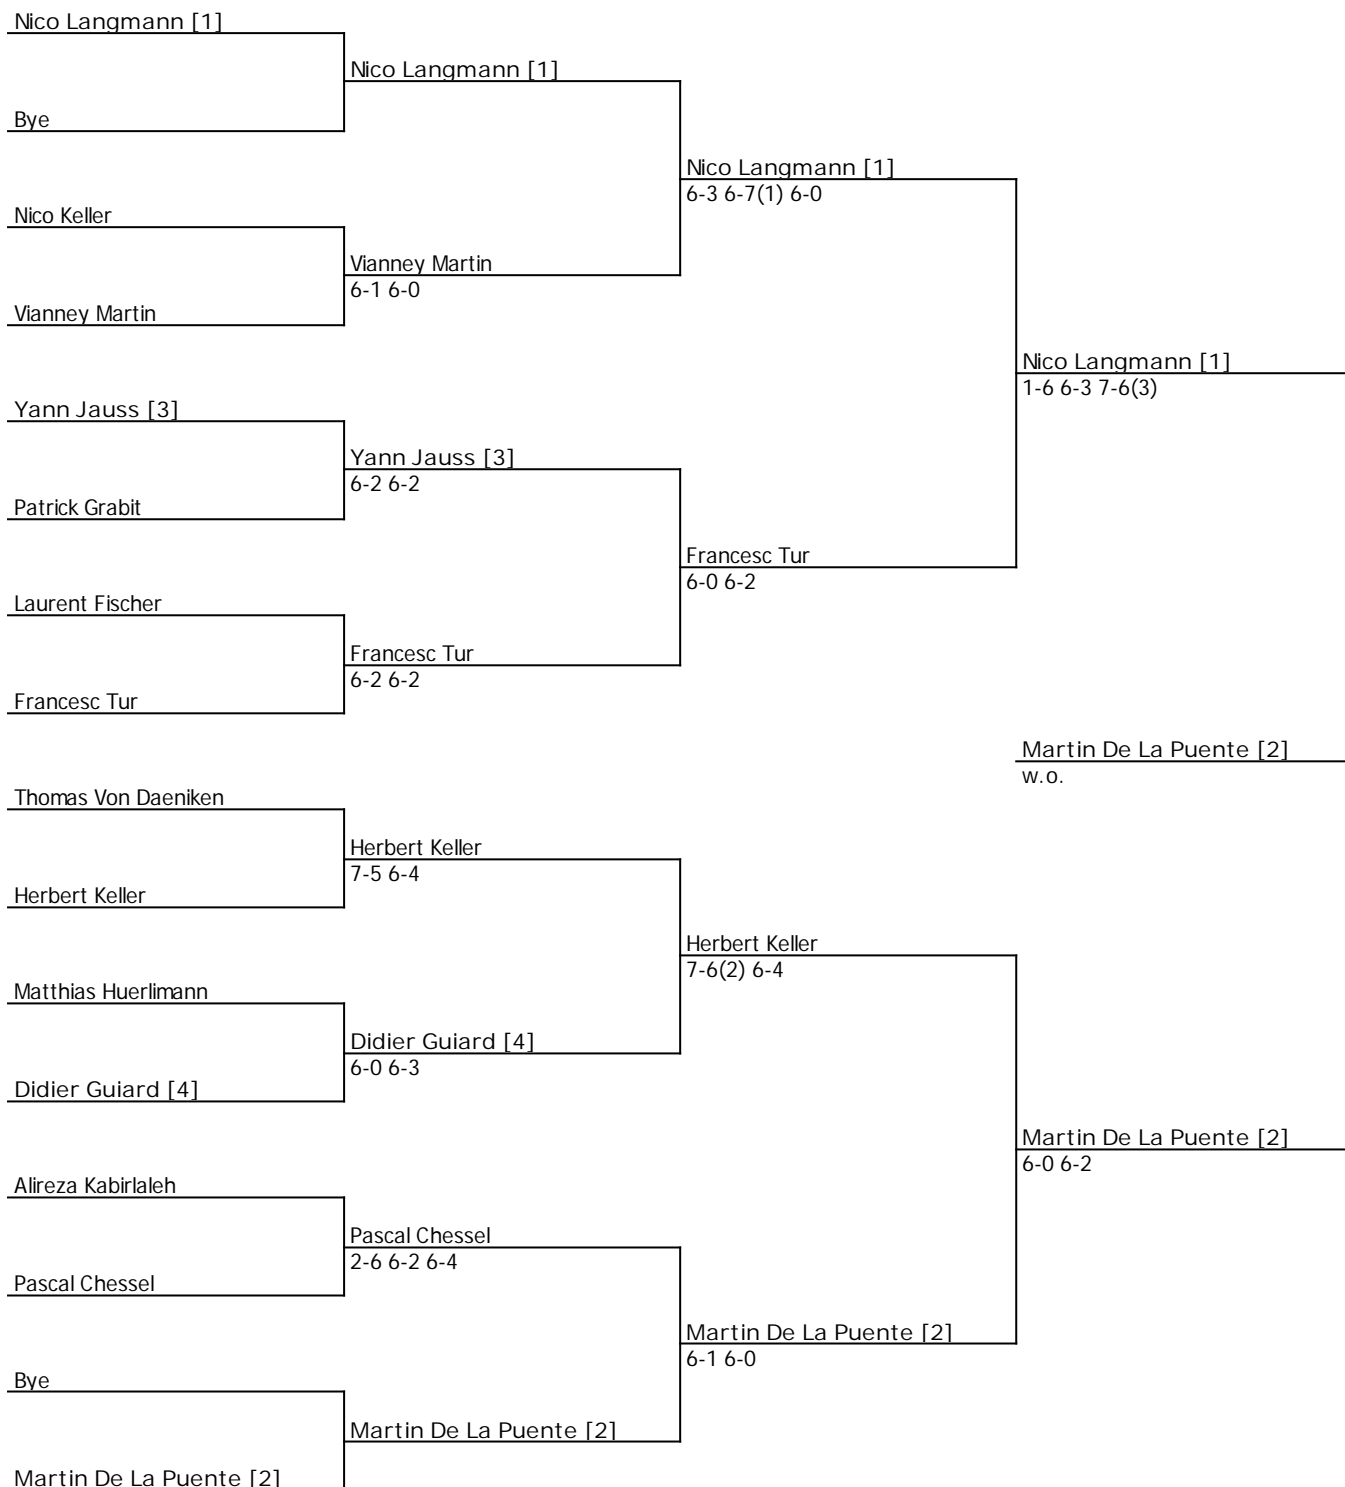 Nico Langmann [1]
Nico Langmann [1]
Bye
Nico Langmann [1]
6-3 6-7(1) 6-0
Nico Keller
Vianney Martin
6-1 6-0
Vianney Martin
Nico Langmann [1]
1-6 6-3 7-6(3)
Yann Jauss [3]
Yann Jauss [3]
6-2 6-2
Patrick Grabit
Francesc Tur
6-0 6-2
Laurent Fischer
Francesc Tur
6-2 6-2
Francesc Tur
Martin De La Puente [2]
w.o.
Thomas Von Daeniken
Herbert Keller
7-5 6-4
Herbert Keller
Herbert Keller
7-6(2) 6-4
Matthias Huerlimann
Didier Guiard [4]
6-0 6-3
Didier Guiard [4]
Martin De La Puente [2]
6-0 6-2
Alireza Kabirlaleh
Pascal Chessel
2-6 6-2 6-4
Pascal Chessel
Martin De La Puente [2]
6-1 6-0
Bye
Martin De La Puente [2]
Martin De La Puente [2]